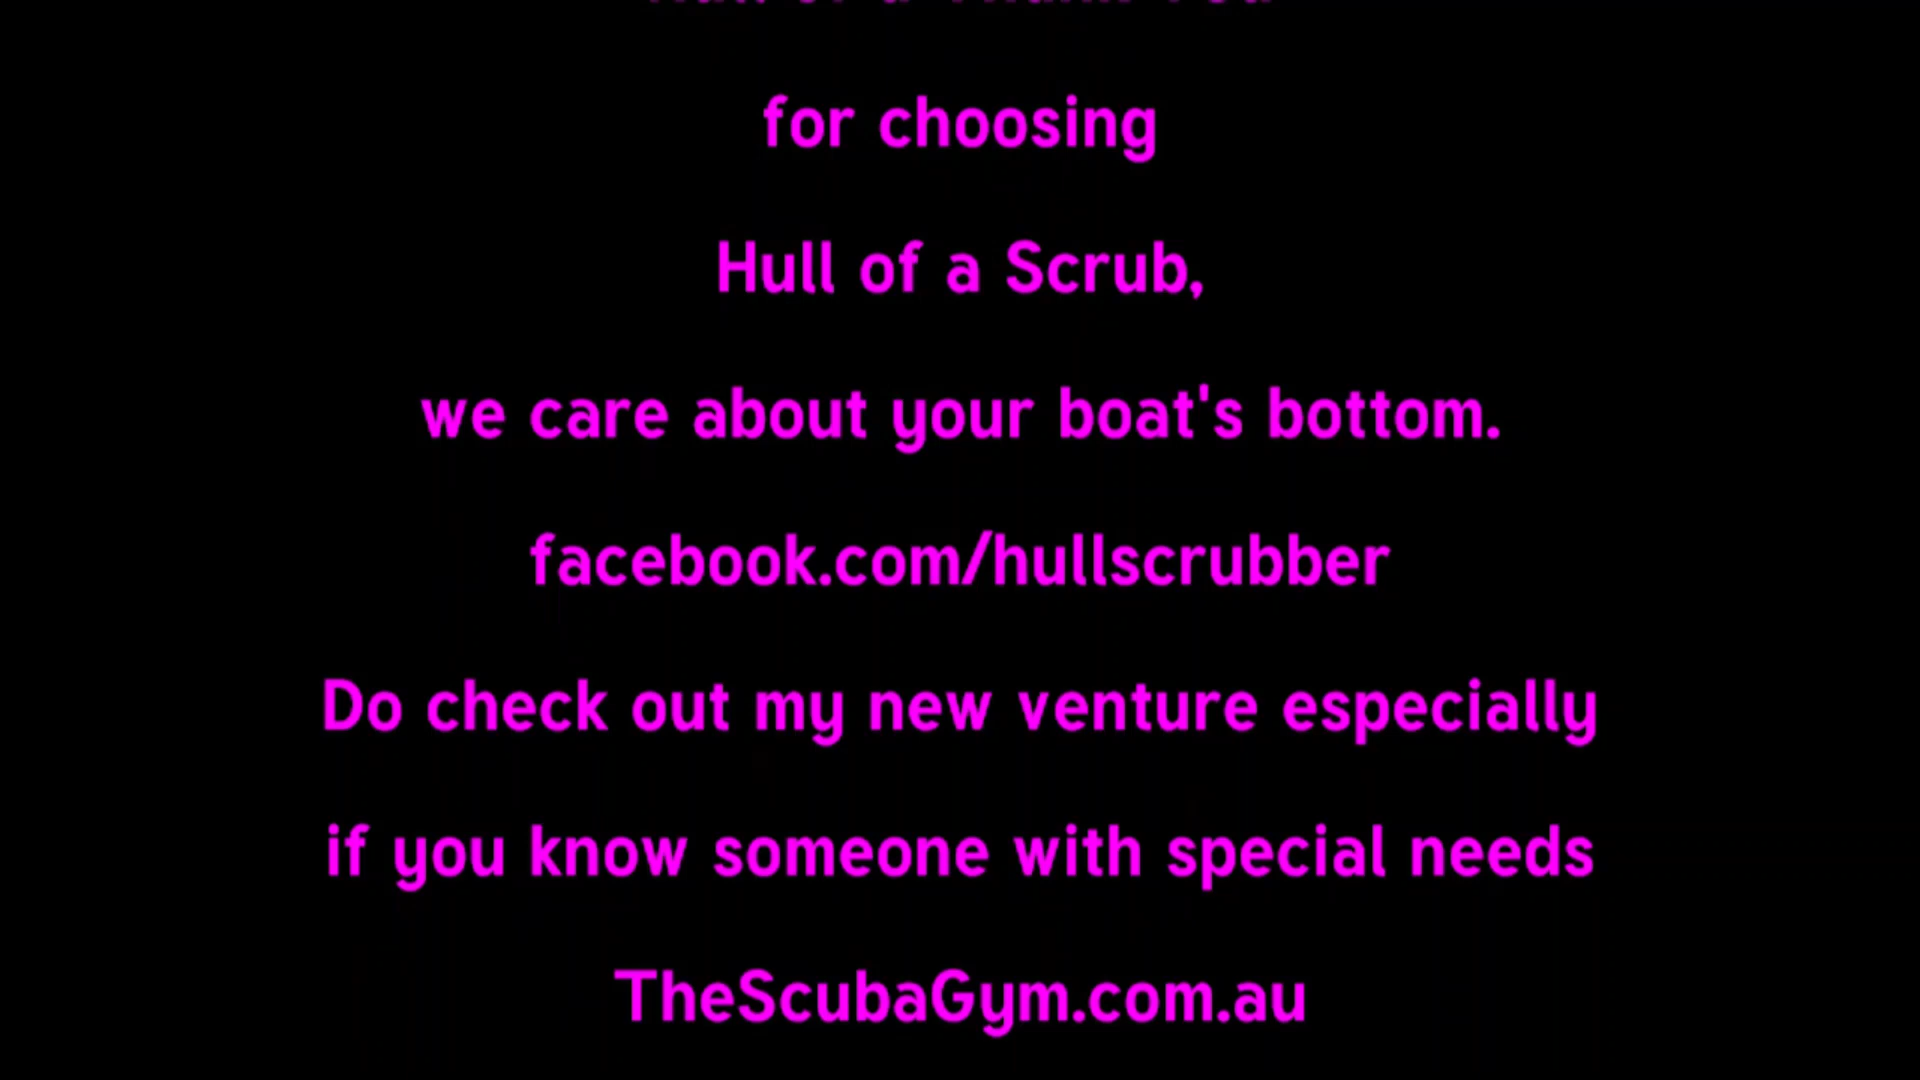 for choosing
Hull of a Scrub,
we care about your boat's bottom.
facebook.com/hullscrubber
Do check out my new venture especially
if you know someone with special needs
TheScubaGym.com.au